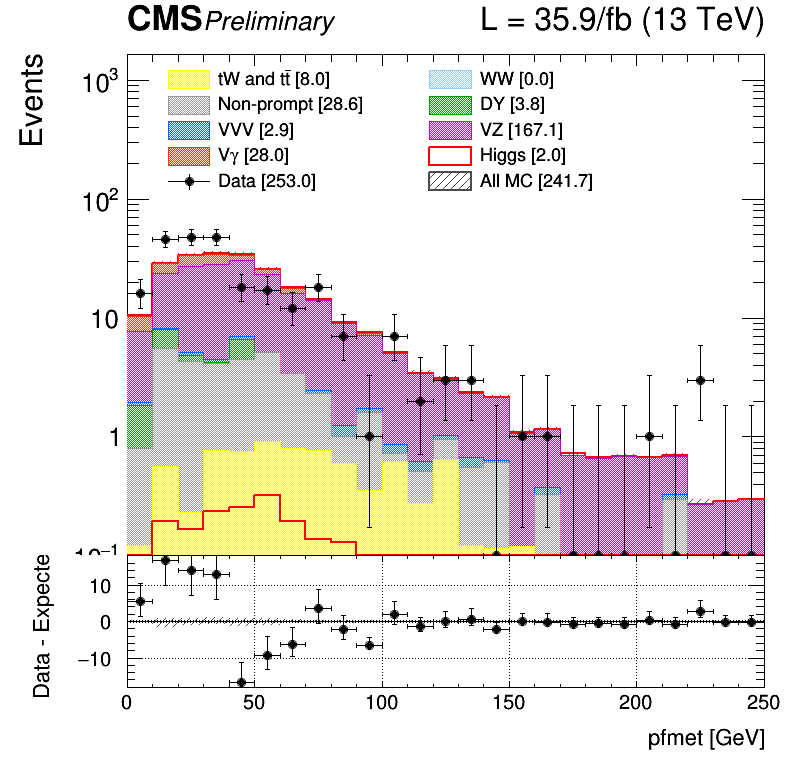 CMS Preliminary L = 35.9/fb (13 TeV)
Events
tW and tt̄ [8.0] WW [0.0]
Non-prompt [28.6] DY [3.8]
VVV [2.9] VZ [167.1]
Vγ [28.0] Higgs [2.0]
Data [253.0] All MC [241.7]
10³
10²
10
1
Data - Expecte
10
0
−10
0 50 100 150 200 250
pfmet [GeV]